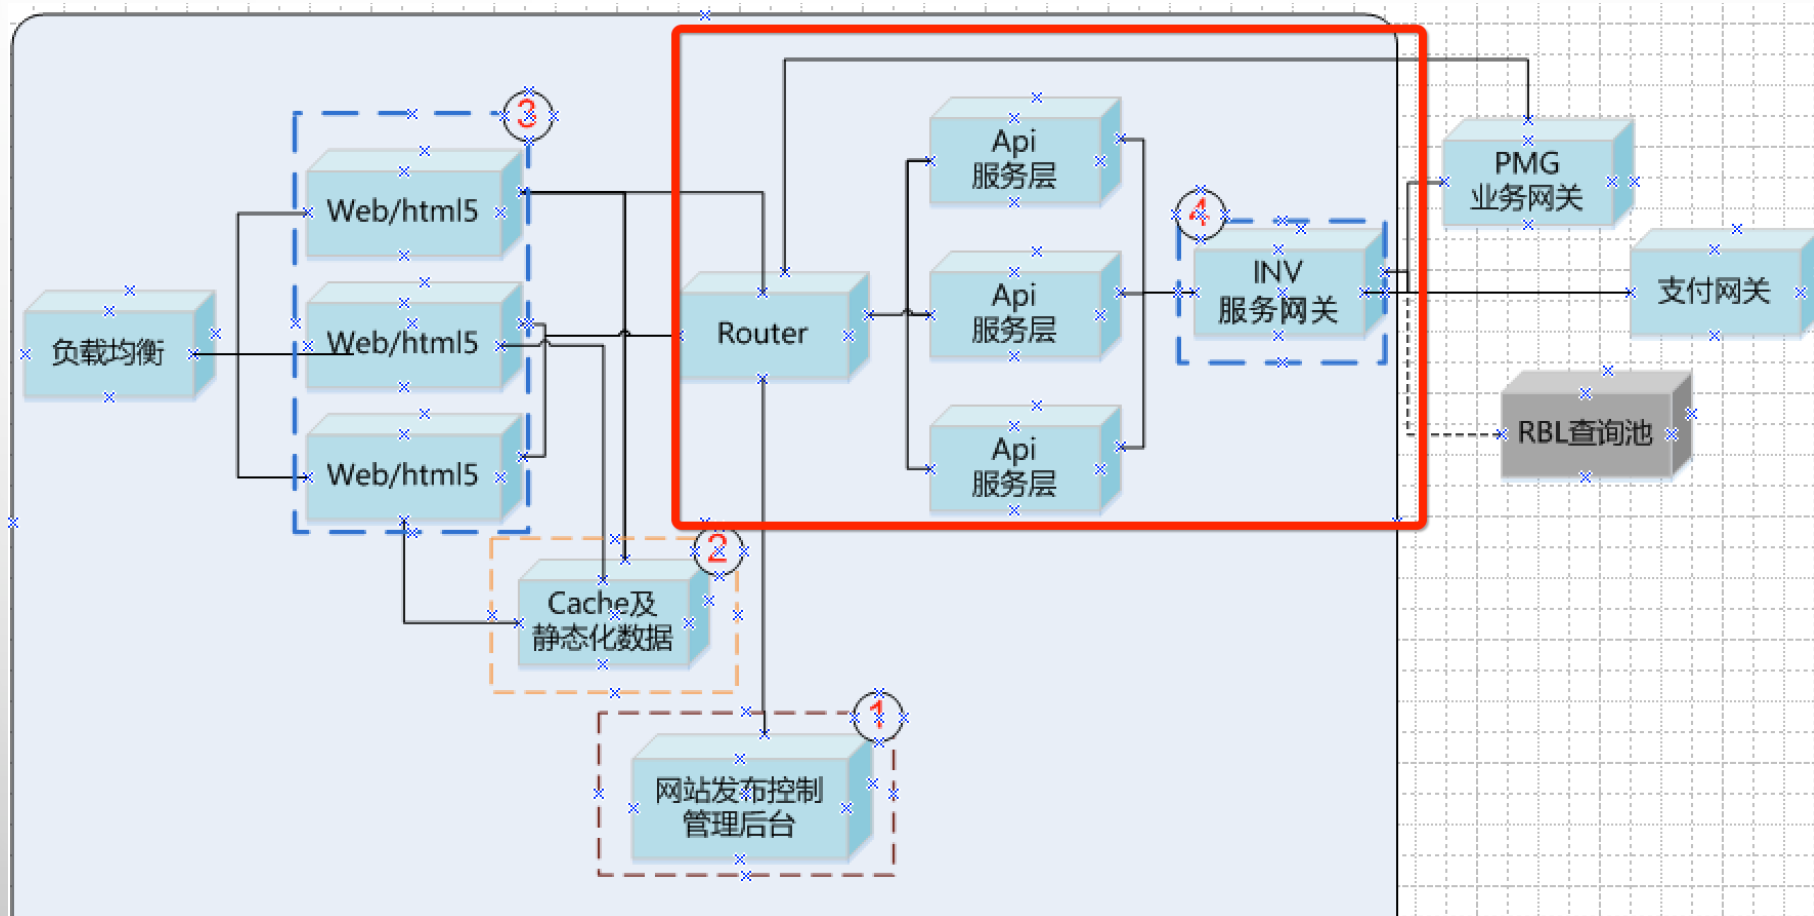 3
Web/html5
Web/html5
Web/html5
负载均衡
Router
Api
服务层
Api
服务层
Api
服务层
4
INV
服务网关
PMG
业务网关
支付网关
RBL查询池
2
Cache及
静态化数据
1
网站发布控制
管理后台